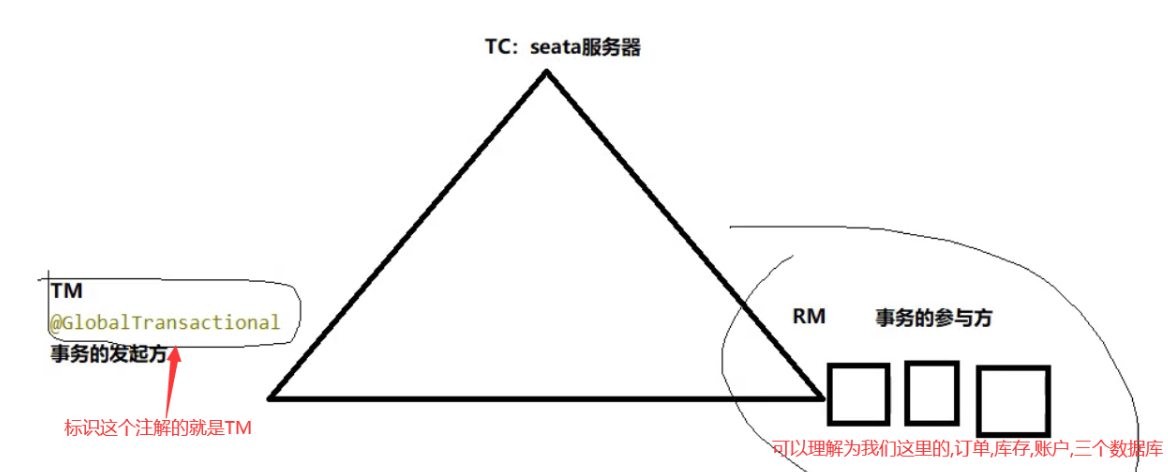 TC：seata服务器
TM
@GlobalTransactional
事务的发起方
标识这个注解的就是TM
RM 事务的参与方
可以理解为我们这里的,订单,库存,账户,三个数据库